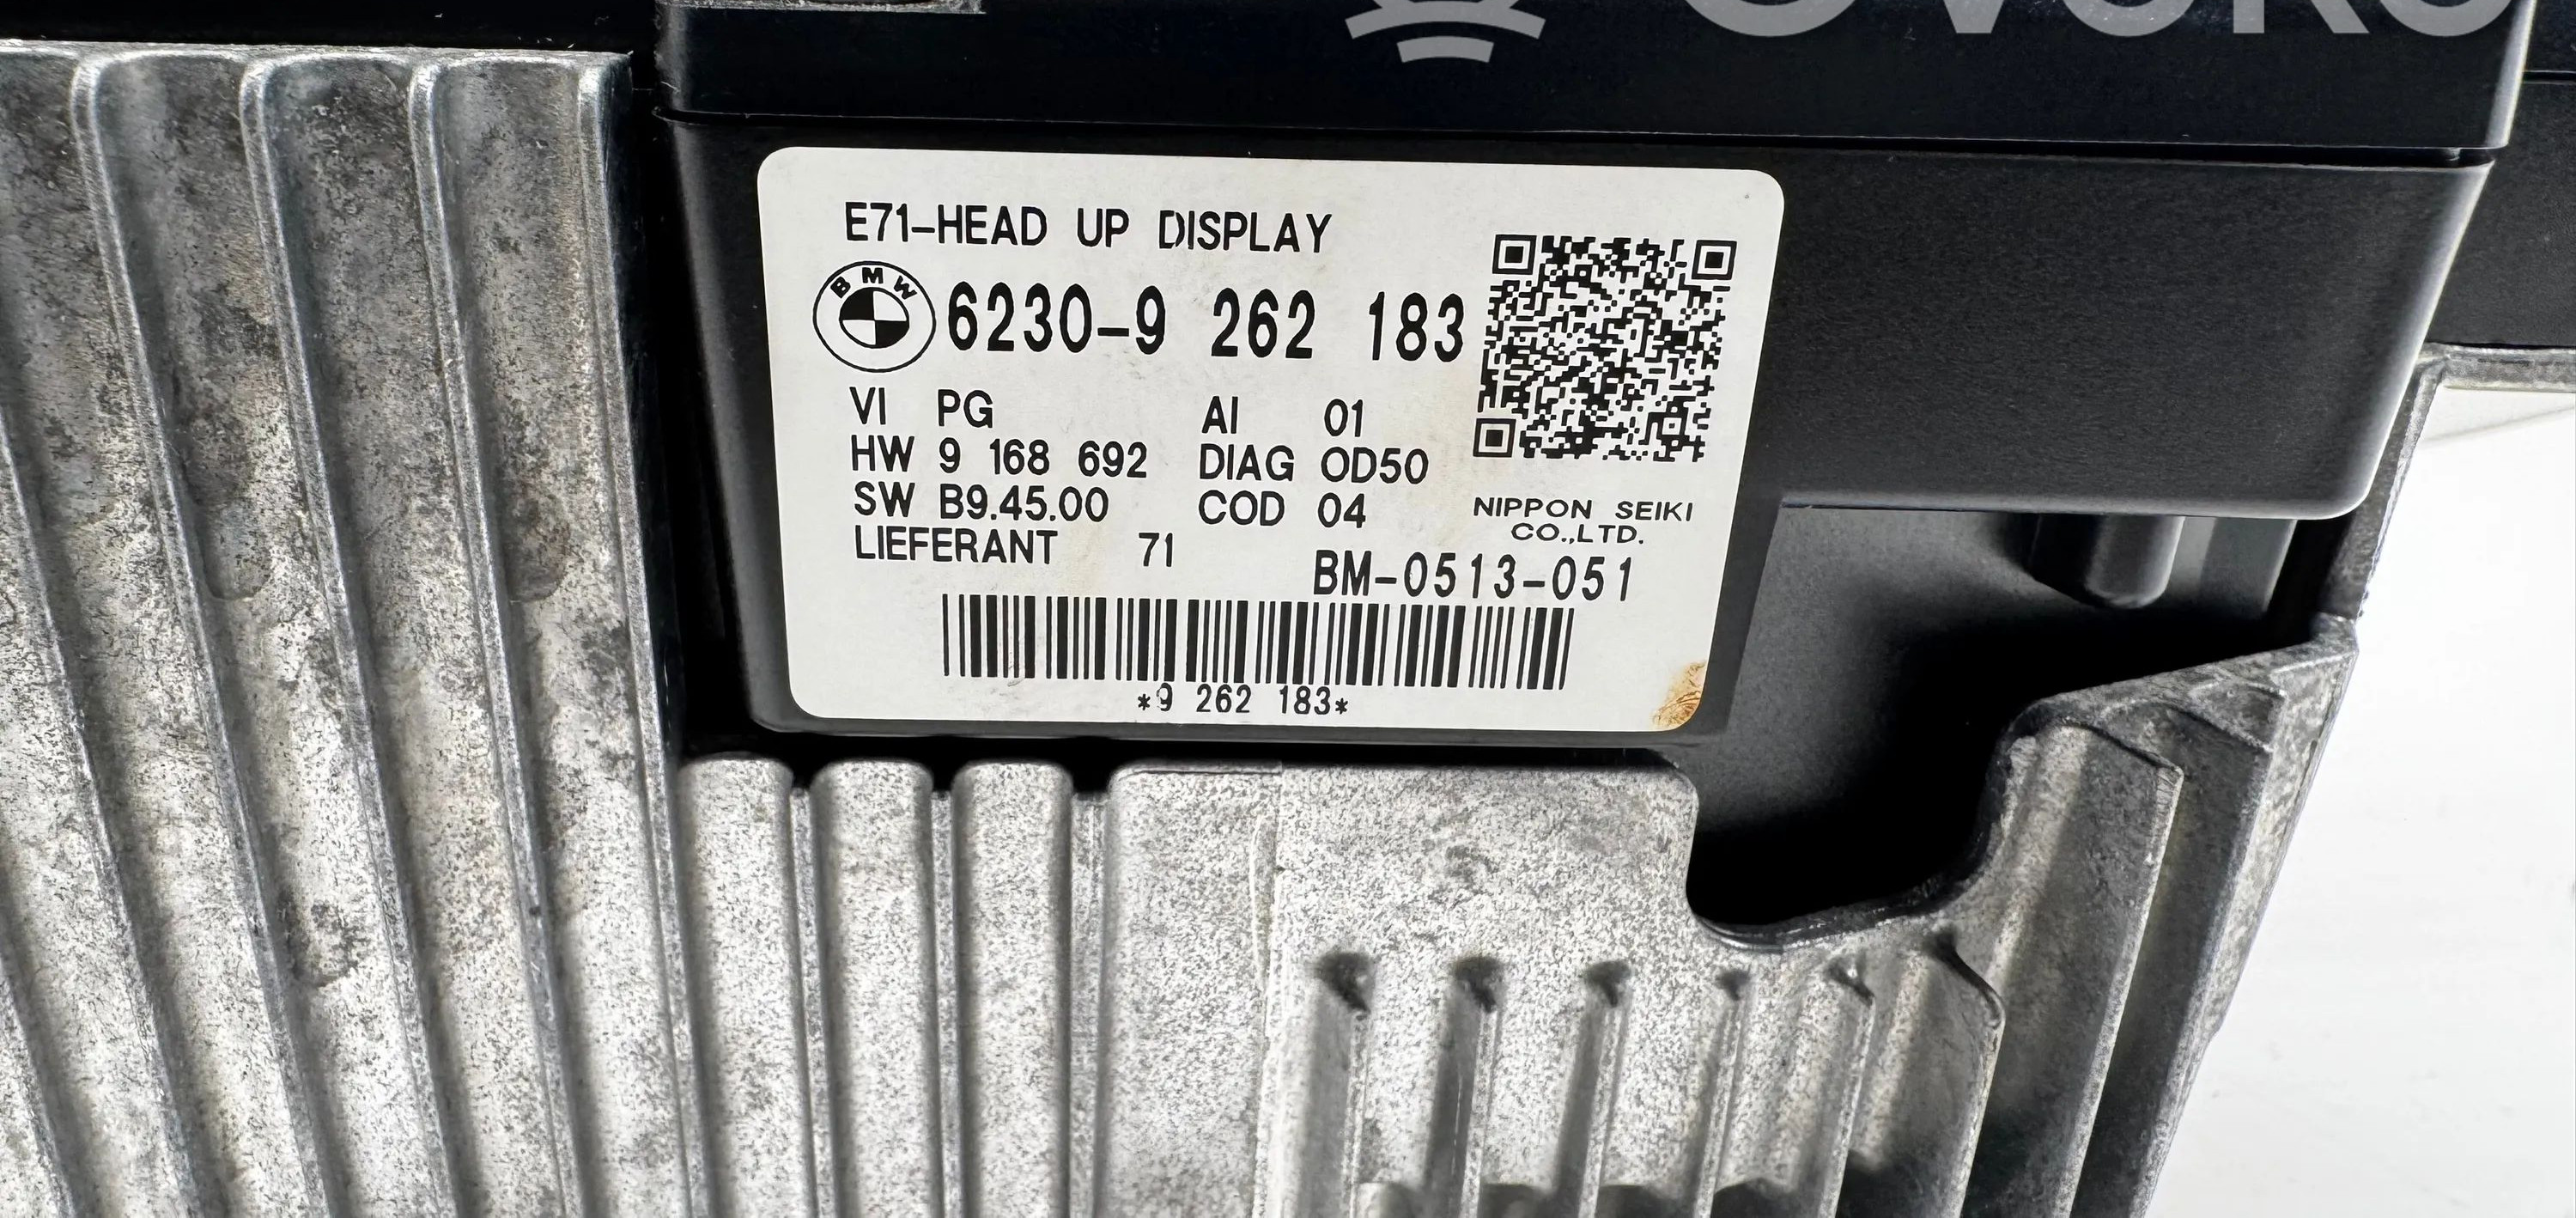 E71-HEAD UP DISPLAY
BMW 6230-9 262 183
VI PG AI 01
HW 9 168 692 DIAG OD50
SW B9.45.00 COD 04
NIPPON SEIKI
CO.,LTD.
LIEFERANT 71
BM-0513-051
*9 262 183*